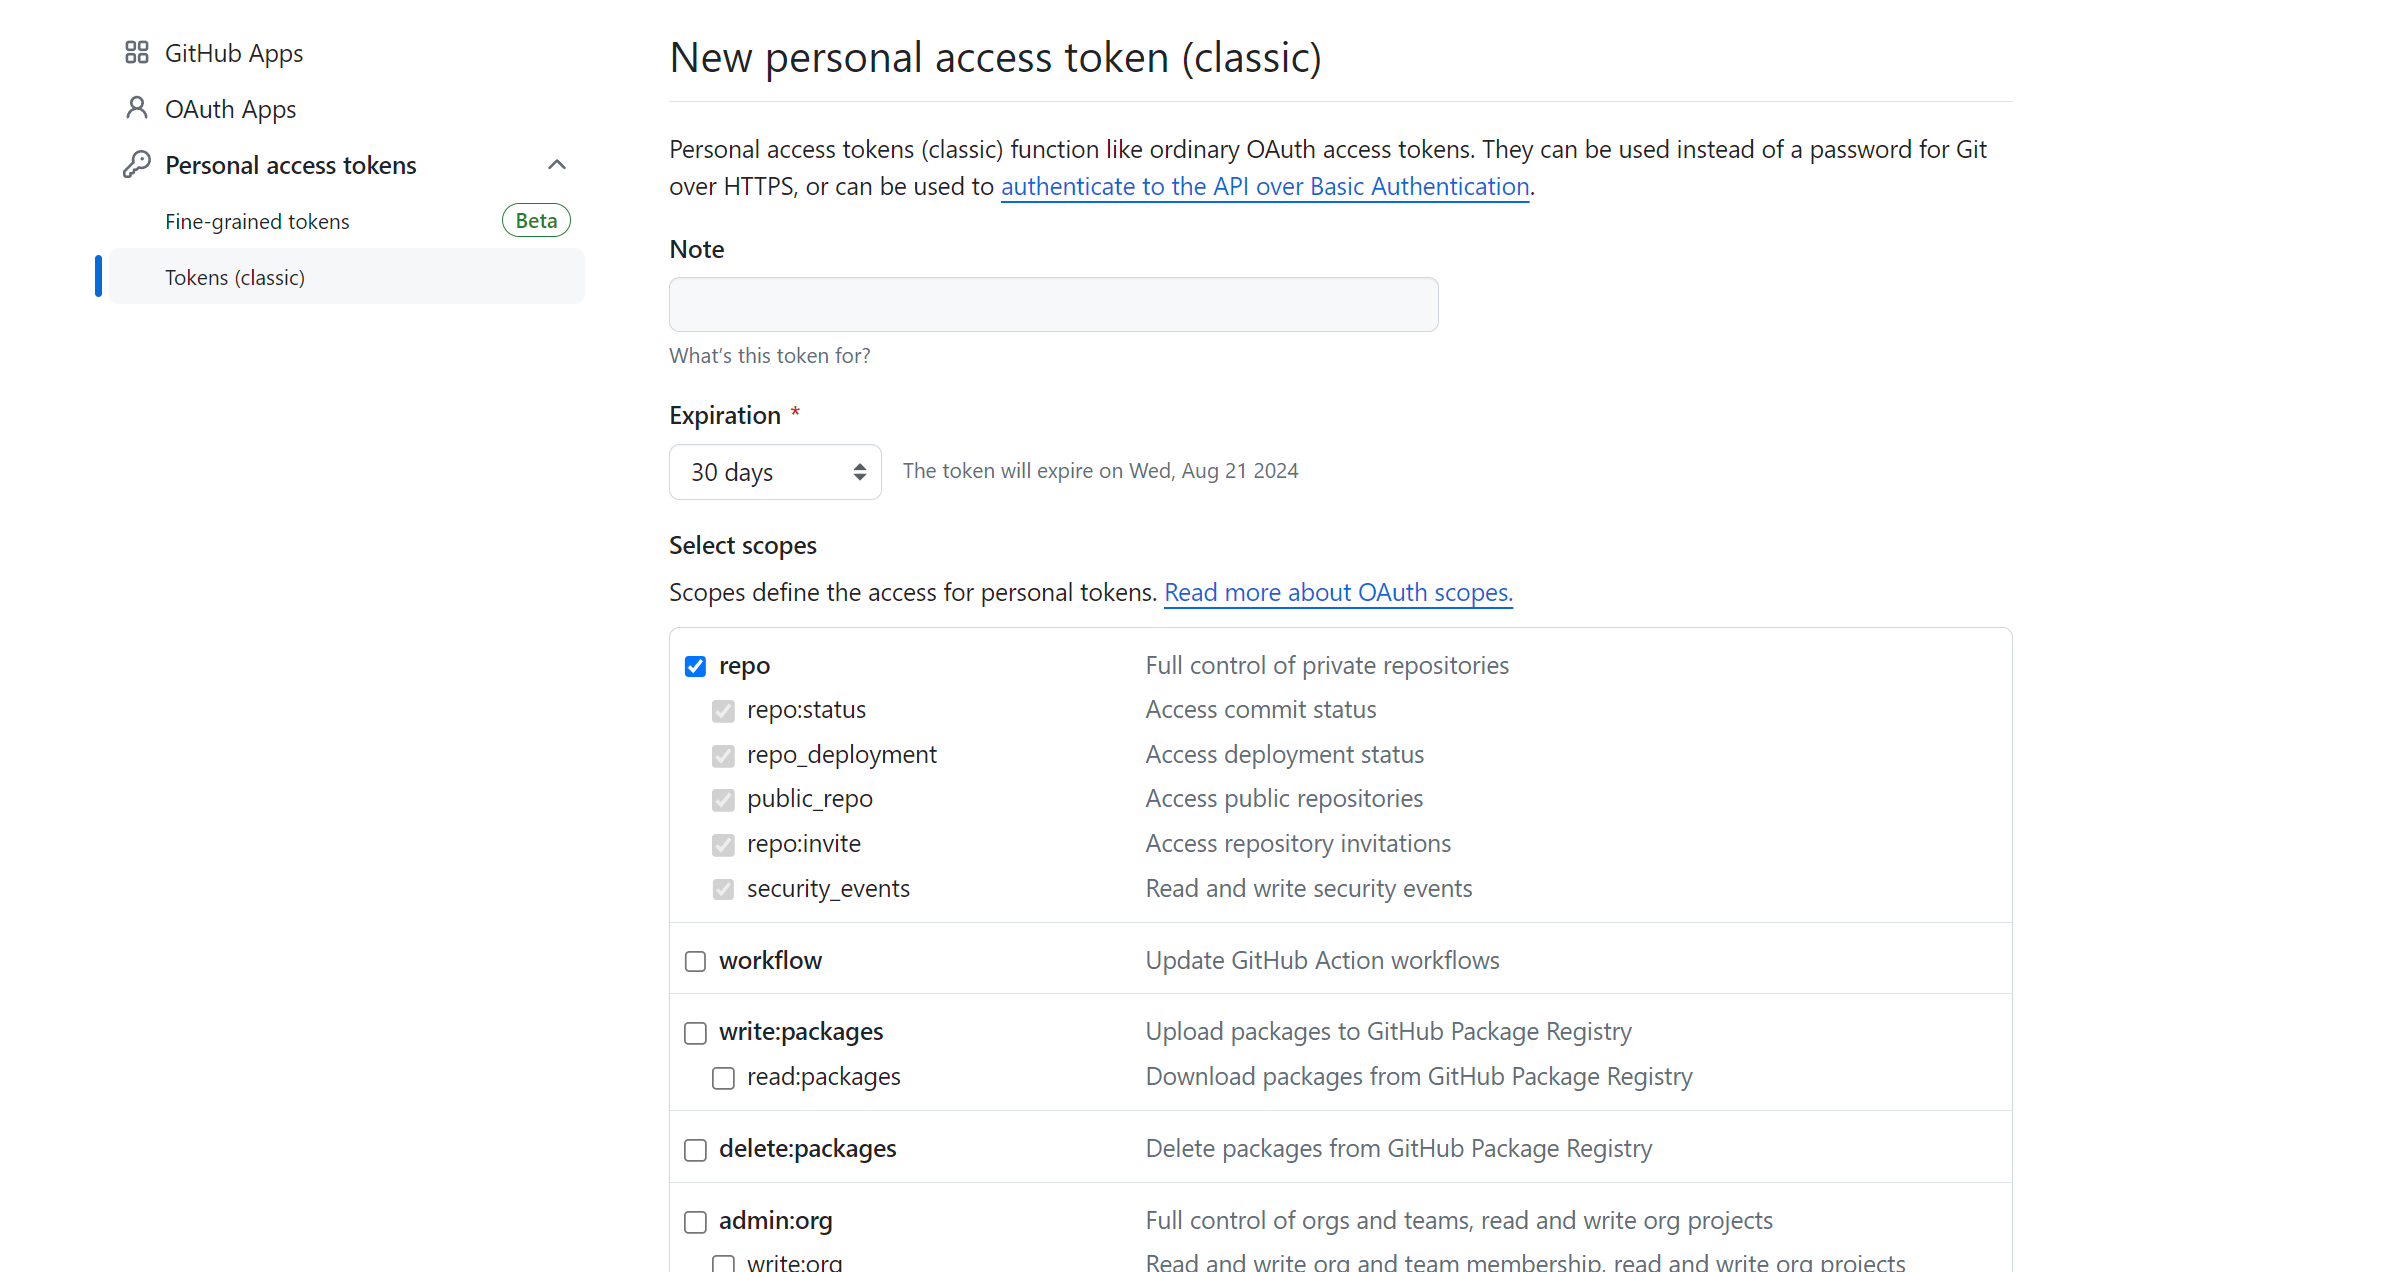 GitHub Apps
OAuth Apps
Personal access tokens
Fine-grained tokens Beta
Tokens (classic)
New personal access token (classic)
Personal access tokens (classic) function like ordinary OAuth access tokens. They can be used instead of a password for Git
over HTTPS, or can be used to authenticate to the API over Basic Authentication.
Note
What's this token for?
Expiration *
30 days The token will expire on Wed, Aug 21 2024
Select scopes
Scopes define the access for personal tokens. Read more about OAuth scopes.
repo Full control of private repositories
repo:status Access commit status
repo_deployment Access deployment status
public_repo Access public repositories
repo:invite Access repository invitations
security_events Read and write security events
workflow Update GitHub Action workflows
write:packages Upload packages to GitHub Package Registry
read:packages Download packages from GitHub Package Registry
delete:packages Delete packages from GitHub Package Registry
admin:org Full control of orgs and teams, read and write org projects
write:org Read and write org and team membership, read and write org projects